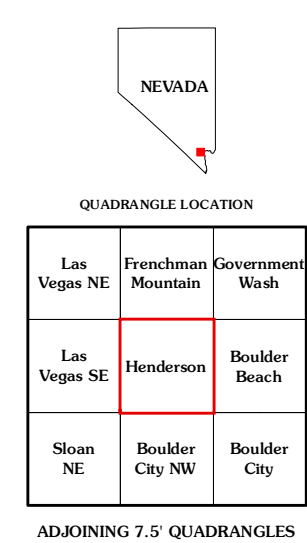 NEVADA
QUADRANGLE LOCATION
Las
Vegas NE
Frenchman
Mountain
Government
Wash
Las
Vegas SE
Henderson
Boulder
Beach
Sloan
NE
Boulder
City NW
Boulder
City
ADJOINING 7.5' QUADRANGLES